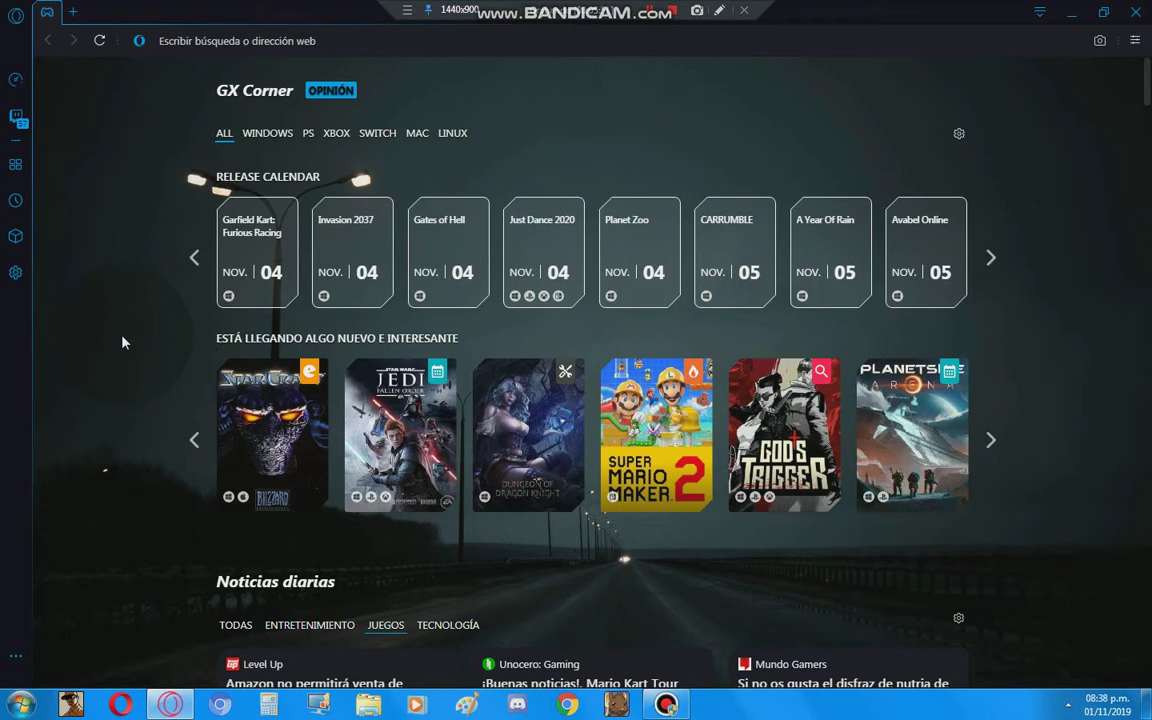 1440x900
www.BANDICAM.com
Escribir búsqueda o dirección web
57
GX Corner OPINIÓN
ALL WINDOWS PS XBOX SWITCH MAC LINUX
RELEASE CALENDAR
Garfield Kart:
Furious Racing
NOV. 04
Invasion 2037
NOV. 04
Gates of Hell
NOV. 04
Just Dance 2020
NOV. 04
Planet Zoo
NOV. 04
CARRUMBLE
NOV. 05
A Year Of Rain
NOV. 05
Avabel Online
NOV. 05
ESTÁ LLEGANDO ALGO NUEVO E INTERESANTE
STARCRAFT
BLIZZARD
STAR WARS
JEDI
FALLEN ORDER
EA
DUNGEON OF
DRAGON KNIGHT
SUPER
MARIO
MAKER 2
GOD'S
TRIGGER
PLANETSIDE
ARENA
Noticias diarias
TODAS ENTRETENIMIENTO JUEGOS TECNOLOGÍA
Level Up
Amazon no permitirá venta de
Unocero: Gaming
¡Buenas noticias!, Mario Kart Tour
Mundo Gamers
Si no os gusta el disfraz de nutria de
08:38 p.m.
01/11/2019